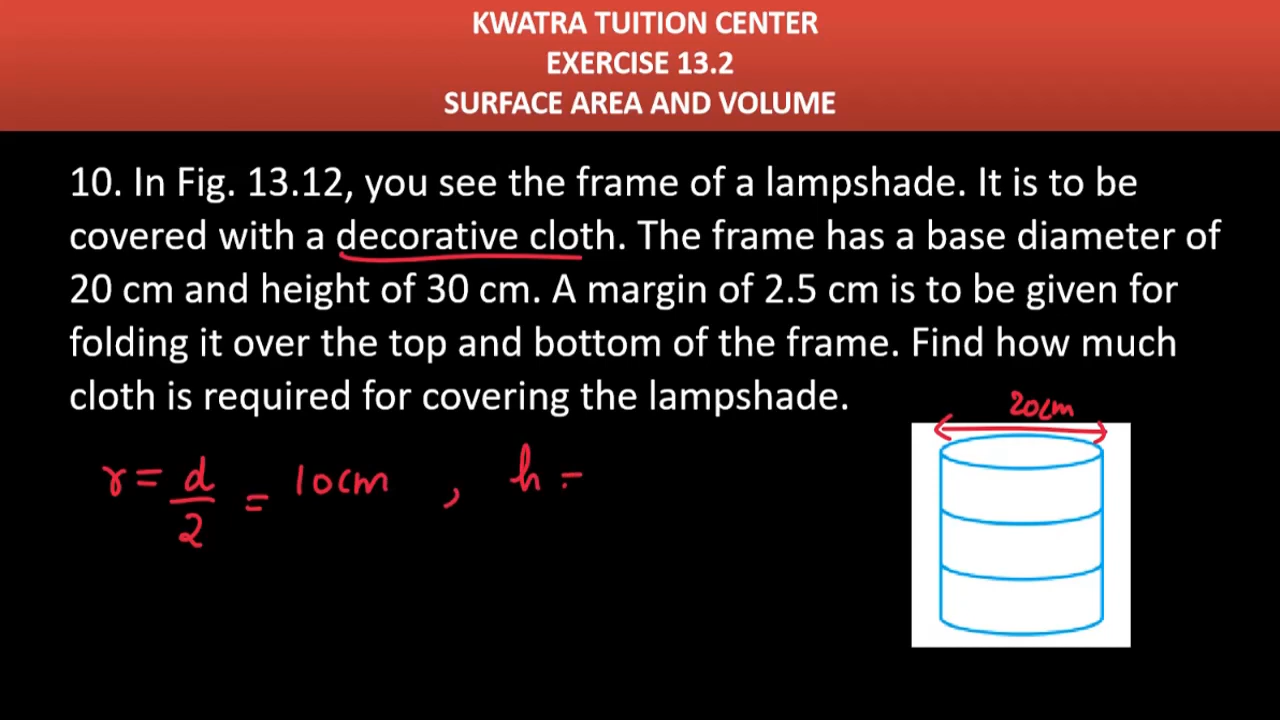 KWATRA TUITION CENTER
EXERCISE 13.2
SURFACE AREA AND VOLUME
10. In Fig. 13.12, you see the frame of a lampshade. It is to be
covered with a decorative cloth. The frame has a base diameter of
20 cm and height of 30 cm. A margin of 2.5 cm is to be given for
folding it over the top and bottom of the frame. Find how much
cloth is required for covering the lampshade.
20cm
r = d/2 = 10cm , h =